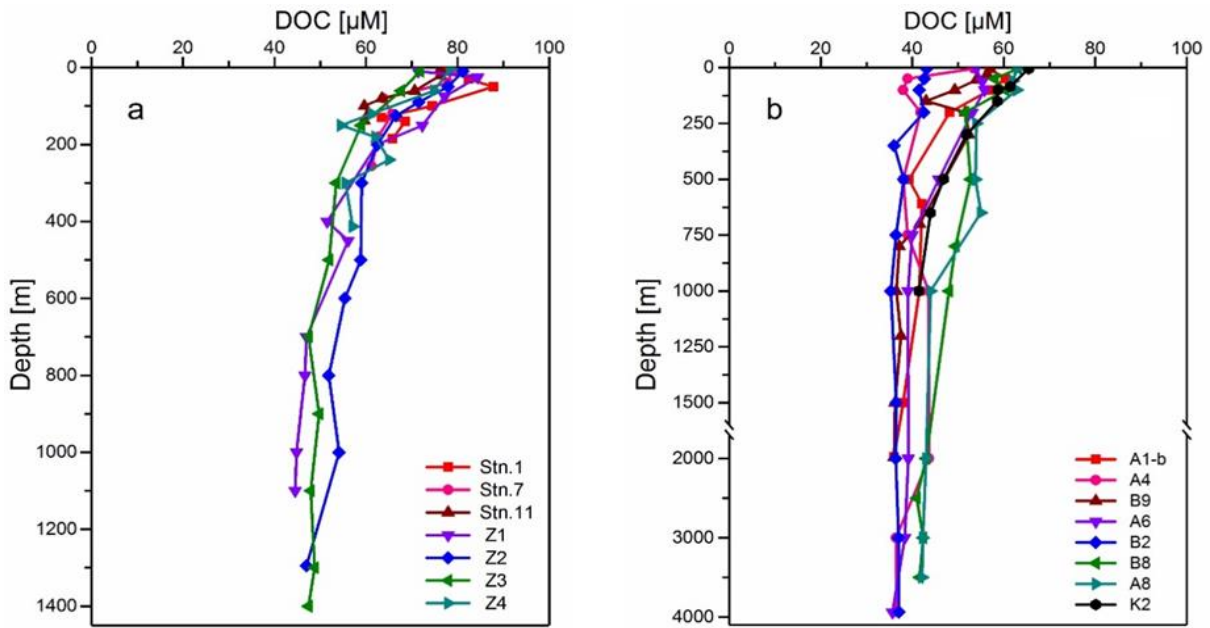 DOC [µM]
0 20 40 60 80 100
a
0
200
400
600
800
1000
1200
1400
Depth [m]
Stn.1
Stn.7
Stn.11
Z1
Z2
Z3
Z4
DOC [µM]
0 20 40 60 80 100
b
0
250
500
750
1000
1250
1500
2000
3000
4000
Depth [m]
A1-b
A4
B9
A6
B2
B8
A8
K2